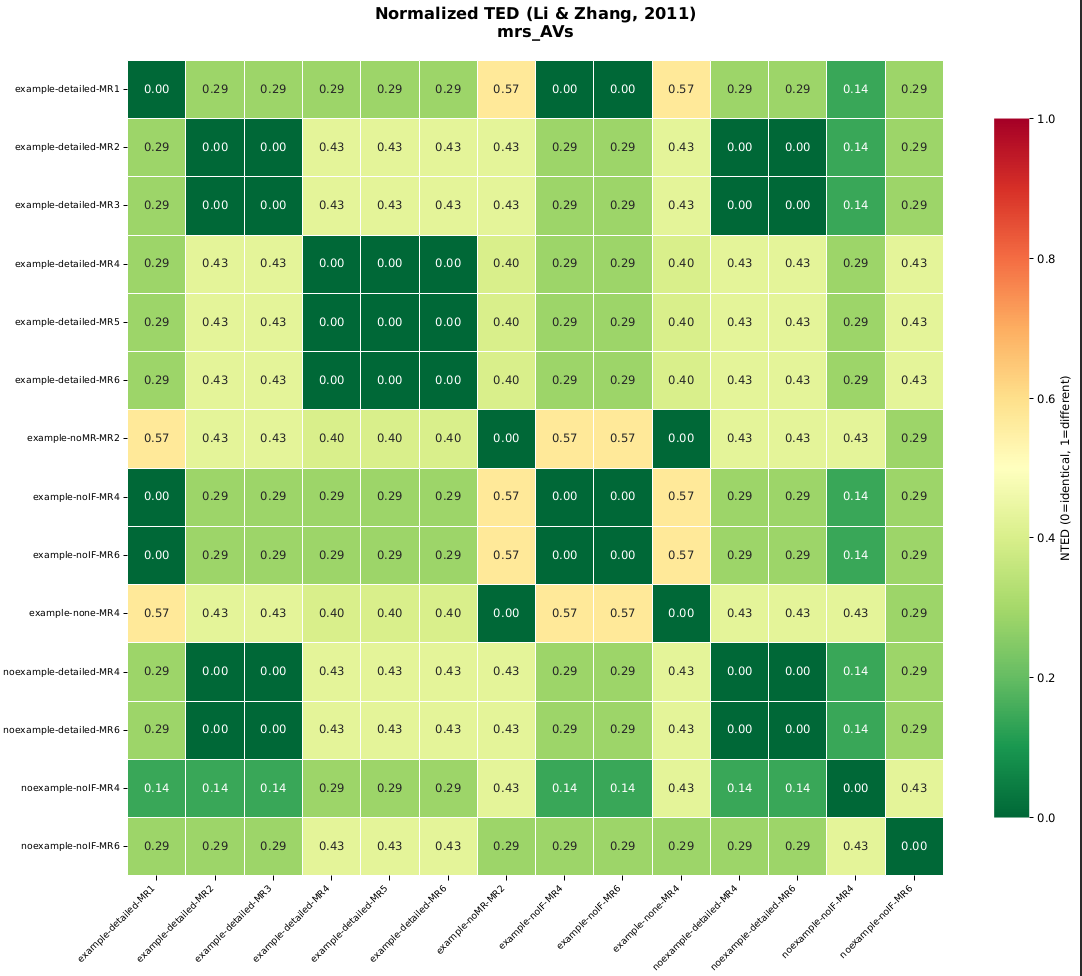 Normalized TED (Li & Zhang, 2011)
mrs_AVs
example-detailed-MR1 0.00 0.29 0.29 0.29 0.29 0.29 0.57 0.00 0.00 0.57 0.29 0.29 0.14 0.29
example-detailed-MR2 0.29 0.00 0.00 0.43 0.43 0.43 0.43 0.29 0.29 0.43 0.00 0.00 0.14 0.29
example-detailed-MR3 0.29 0.00 0.00 0.43 0.43 0.43 0.43 0.29 0.29 0.43 0.00 0.00 0.14 0.29
example-detailed-MR4 0.29 0.43 0.43 0.00 0.00 0.00 0.40 0.29 0.29 0.40 0.43 0.43 0.29 0.43
example-detailed-MR5 0.29 0.43 0.43 0.00 0.00 0.00 0.40 0.29 0.29 0.40 0.43 0.43 0.29 0.43
example-detailed-MR6 0.29 0.43 0.43 0.00 0.00 0.00 0.40 0.29 0.29 0.40 0.43 0.43 0.29 0.43
example-noMR-MR2 0.57 0.43 0.43 0.40 0.40 0.40 0.00 0.57 0.57 0.00 0.43 0.43 0.43 0.29
example-noIF-MR4 0.00 0.29 0.29 0.29 0.29 0.29 0.57 0.00 0.00 0.57 0.29 0.29 0.14 0.29
example-noIF-MR6 0.00 0.29 0.29 0.29 0.29 0.29 0.57 0.00 0.00 0.57 0.29 0.29 0.14 0.29
example-none-MR4 0.57 0.43 0.43 0.40 0.40 0.40 0.00 0.57 0.57 0.00 0.43 0.43 0.43 0.29
noexample-detailed-MR4 0.29 0.00 0.00 0.43 0.43 0.43 0.43 0.29 0.29 0.43 0.00 0.00 0.14 0.29
noexample-detailed-MR6 0.29 0.00 0.00 0.43 0.43 0.43 0.43 0.29 0.29 0.43 0.00 0.00 0.14 0.29
noexample-noIF-MR4 0.14 0.14 0.14 0.29 0.29 0.29 0.43 0.14 0.14 0.43 0.14 0.14 0.00 0.43
noexample-noIF-MR6 0.29 0.29 0.29 0.43 0.43 0.43 0.29 0.29 0.29 0.29 0.29 0.29 0.43 0.00
example-detailed-MR1
example-detailed-MR2
example-detailed-MR3
example-detailed-MR4
example-detailed-MR5
example-detailed-MR6
example-noMR-MR2
example-noIF-MR4
example-noIF-MR6
example-none-MR4
noexample-detailed-MR4
noexample-detailed-MR6
noexample-noIF-MR4
noexample-noIF-MR6
1.0
0.8
0.6
0.4
0.2
0.0
NTED (0=identical, 1=different)